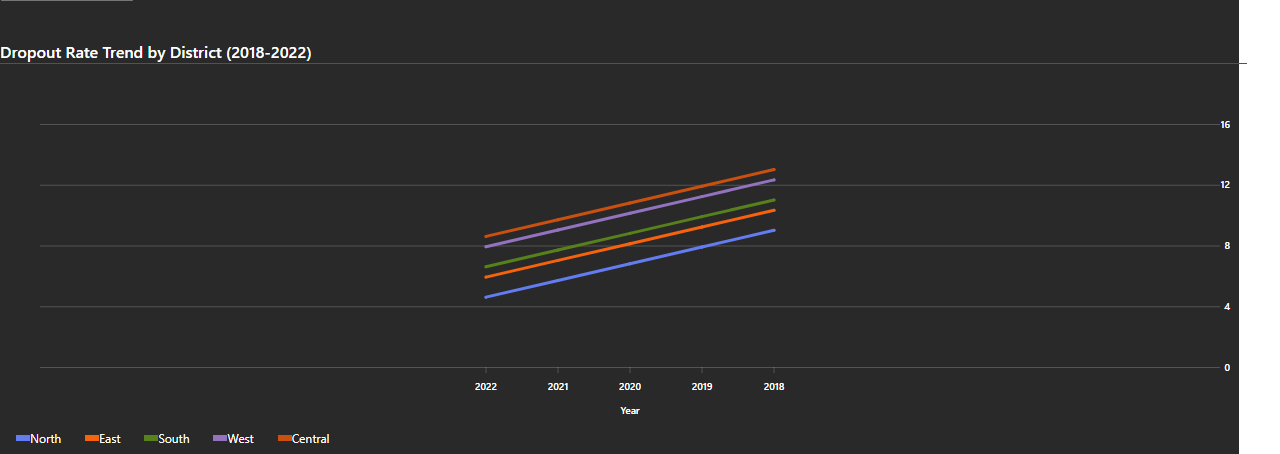 Dropout Rate Trend by District (2018-2022)
16
12
8
4
0
2022 2021 2020 2019 2018
Year
North East South West Central